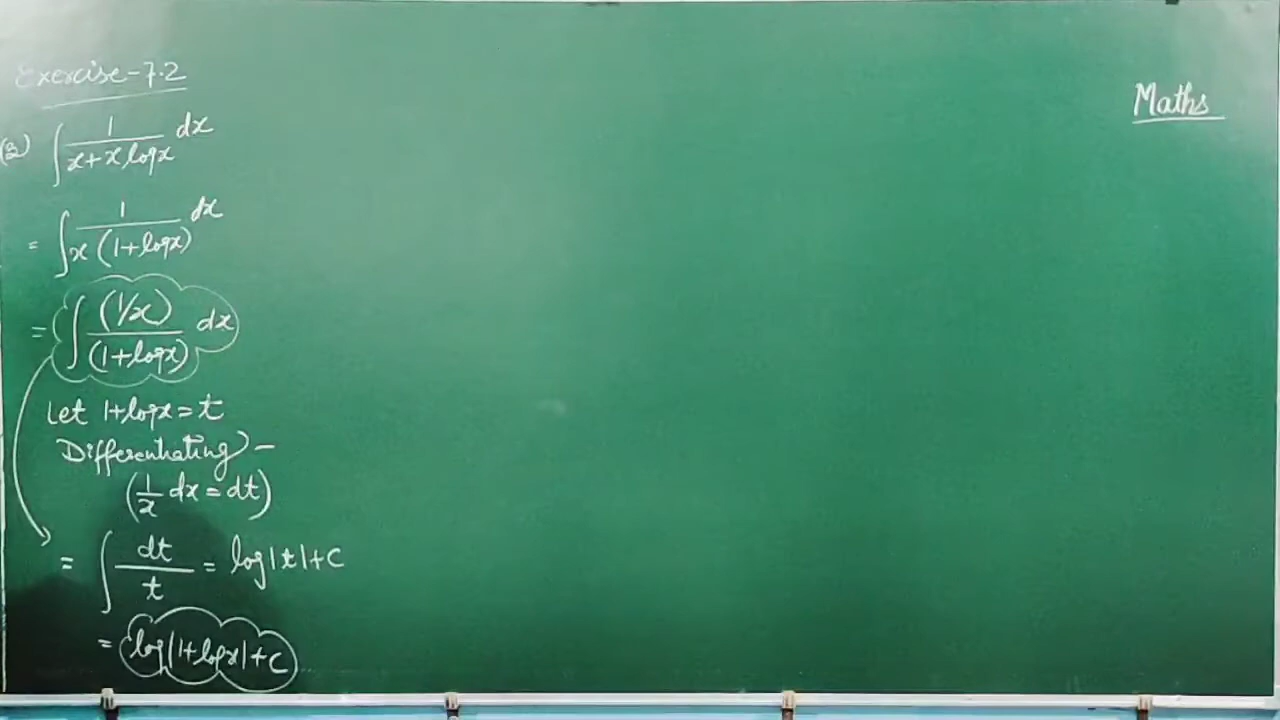 Exercise-7.2
Maths
(3) ∫ 1/(x+x logx) dx
= ∫ 1/(x (1+logx)) dx
= ∫ (1/x)/(1+logx) dx
Let 1+logx = t
Differentiating -
(1/x dx = dt)
= ∫ dt/t = log|t|+C
= log|1+logx|+C